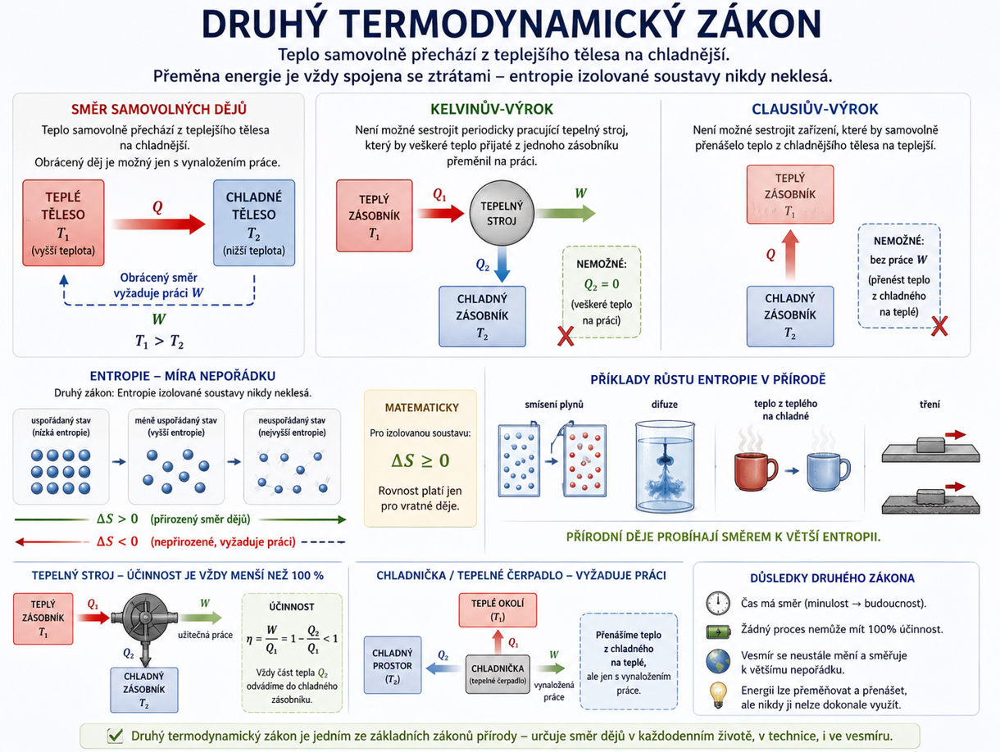 DRUHÝ TERMODYNAMICKÝ ZÁKON
Teplo samovolně přechází z teplejšího tělesa na chladnější.
Přeměna energie je vždy spojena se ztrátami – entropie izolované soustavy nikdy neklesá.
SMĚR SAMOVOLNÝCH DĚJŮ
Teplo samovolně přechází z teplejšího tělesa
na chladnější.
Obrácený děj je možný jen s vynaložením práce.
TEPLÉ
TĚLESO
T₁
(vyšší teplota)
Q
CHLADNÉ
TĚLESO
T₂
(nižší teplota)
Obrácený směr
vyžaduje práci W
W
T₁ > T₂
KELVINŮV-VÝROK
Není možné sestrojit periodicky pracující tepelný stroj,
který by veškeré teplo přijaté z jednoho zásobníku
přeměnil na práci.
TEPLÝ
ZÁSOBNÍK
T₁
Q₁
TEPELNÝ
STROJ
W
Q₂
CHLADNÝ
ZÁSOBNÍK
T₂
NEMOŽNÉ:
Q₂ = 0
(veškeré teplo
na práci)
CLAUSIŮV-VÝROK
Není možné sestrojit zařízení, které by samovolně
přenášelo teplo z chladnějšího tělesa na teplejší.
TEPLÝ
ZÁSOBNÍK
T₁
Q
CHLADNÝ
ZÁSOBNÍK
T₂
NEMOŽNÉ:
bez práce W
(přenést teplo
z chladného
na teplé)
ENTROPIE – MÍRA NEPOŘÁDKU
Druhý zákon: Entropie izolované soustavy nikdy neklesá.
uspořádaný stav
(nízká entropie)
méně uspořádaný stav
(vyšší entropie)
neuspořádaný stav
(nejvyšší entropie)
ΔS > 0 (přirozený směr dějů)
ΔS < 0 (nepřirozené, vyžaduje práci)
MATEMATICKY
Pro izolovanou soustavu:
ΔS ≥ 0
Rovnost platí jen
pro vratné děje.
PŘÍKLADY RŮSTU ENTROPIE V PŘÍRODĚ
smísení plynů
difuze
teplo z teplého
na chladné
tření
PŘÍRODNÍ DĚJE PROBÍHAJÍ SMĚREM K VĚTŠÍ ENTROPII.
TEPELNÝ STROJ – ÚČINNOST JE VŽDY MENŠÍ NEŽ 100 %
TEPLÝ
ZÁSOBNÍK
T₁
Q₁
W
užitečná práce
Q₂
CHLADNÝ
ZÁSOBNÍK
T₂
ÚČINNOST
η = W/Q₁ = 1 − Q₂/Q₁ < 1
Vždy část tepla Q₂
odvádíme do chladného
zásobníku.
CHLADNIČKA / TEPELNÉ ČERPADLO – VYŽADUJE PRÁCI
TEPLÉ OKOLÍ
(T₁)
Q₁
CHLADNÝ
PROSTOR
(T₂)
Q₂
CHLADNIČKA
(tepelné čerpadlo)
W
vynaložená
práce
Přenášíme teplo
z chladného
na teplé,
ale jen s vynaložením
práce.
DŮSLEDKY DRUHÉHO ZÁKONA
Čas má směr (minulost → budoucnost).
Žádný proces nemůže mít 100% účinnost.
Vesmír se neustále mění a směřuje
k většímu nepořádku.
Energii lze přeměňovat a přenášet,
ale nikdy ji nelze dokonale využít.
Druhý termodynamický zákon je jedním ze základních zákonů přírody – určuje směr dějů v každodenním životě, v technice, i ve vesmíru.